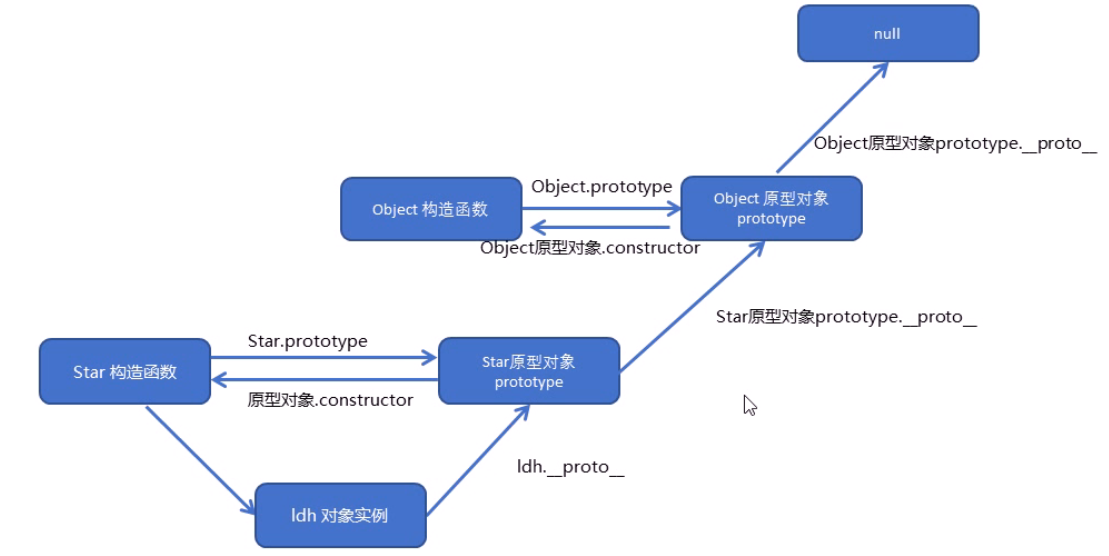 null
Object原型对象prototype.__proto__
Object.prototype
Object 构造函数
Object 原型对象
prototype
Object原型对象.constructor
Star原型对象prototype.__proto__
Star.prototype
Star 构造函数
Star原型对象
prototype
原型对象.constructor
ldh.__proto__
ldh 对象实例